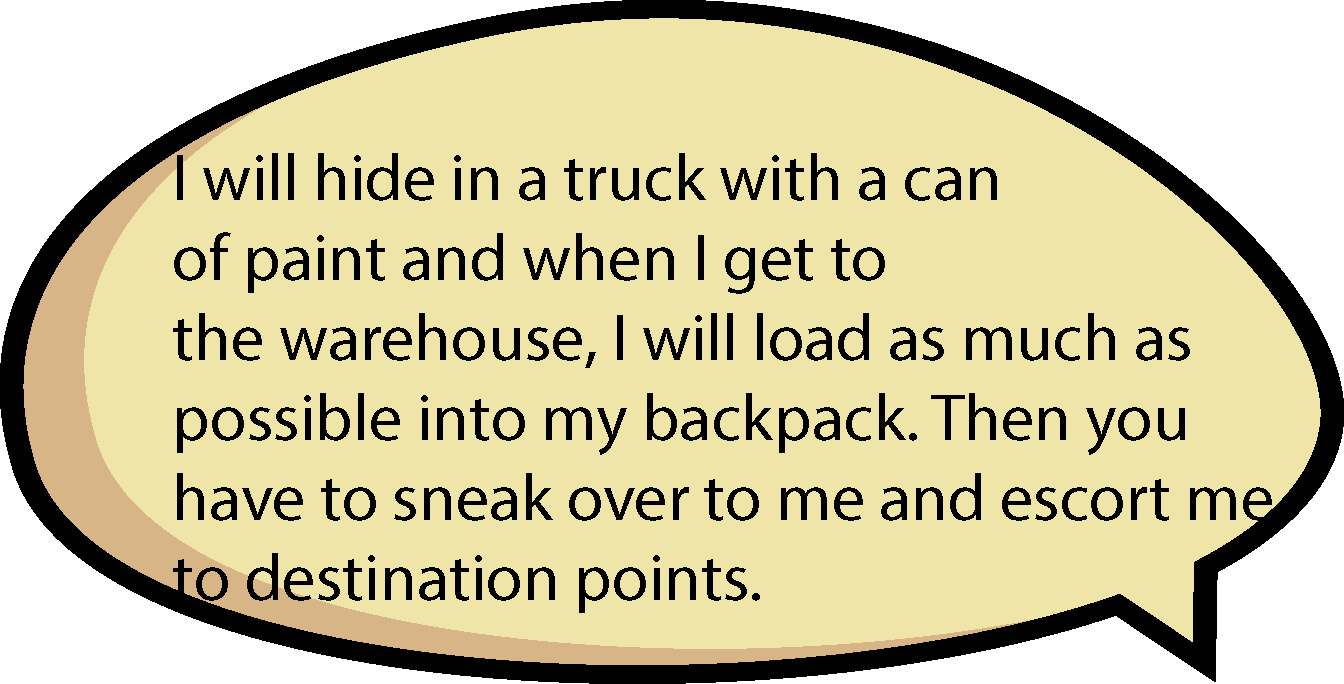 I will hide in a truck with a can
of paint and when I get to
the warehouse, I will load as much as
possible into my backpack. Then you
have to sneak over to me and escort me
to destination points.